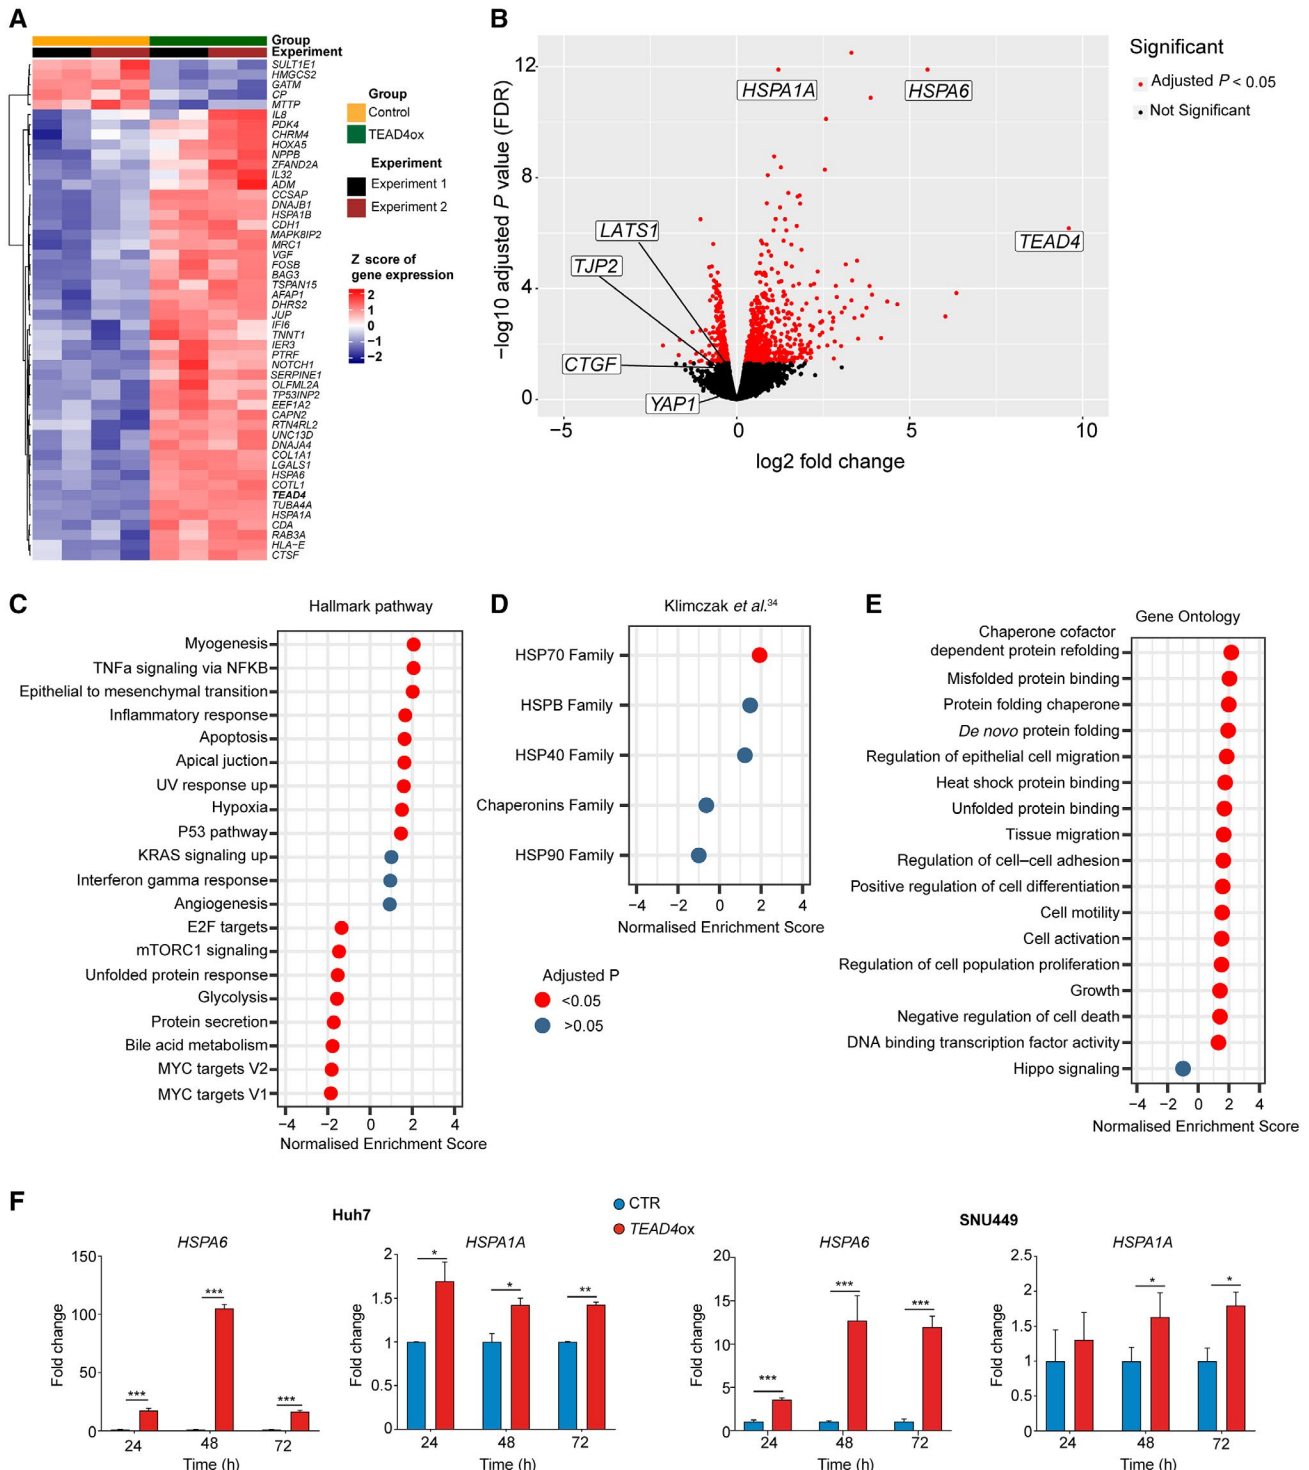 A
Group
Experiment
SULT1E1
HMGCS2
GATM
CP
MTTP
IL8
PDK4
CHRM4
HOXA5
NPPB
ZFAND2A
IL32
ADM
CCSAP
DNAJB1
HSPA1B
CDH1
MAPK8IP2
MRC1
VGF
FOSB
BAG3
TSPAN15
AFAP1
DHRS2
JUP
IFI6
TNNT1
IER3
PTRF
NOTCH1
SERPINE1
OLFML2A
TP53INP2
EEF1A2
CAPN2
RTN4RL2
UNC13D
DNAJA4
COL1A1
LGALS1
HSPA6
COTL1
TEAD4
TUBA4A
HSPA1A
CDA
RAB3A
HLA−E
CTSF
Group
Control
TEAD4ox
Experiment
Experiment 1
Experiment 2
Z score of
gene expression
2
1
0
−1
−2
B
−log10 adjusted P value (FDR)
12
8
4
0
HSPA1A
HSPA6
LATS1
TJP2
TEAD4
CTGF
YAP1
−5
0
5
10
log2 fold change
Significant
Adjusted P < 0.05
Not Significant
C
Hallmark pathway
Myogenesis
TNFa signaling via NFKB
Epithelial to mesenchymal transition
Inflammatory response
Apoptosis
Apical juction
UV response up
Hypoxia
P53 pathway
KRAS signaling up
Interferon gamma response
Angiogenesis
E2F targets
mTORC1 signaling
Unfolded protein response
Glycolysis
Protein secretion
Bile acid metabolism
MYC targets V2
MYC targets V1
−4 −2 0 2 4
Normalised Enrichment Score
D
Klimczak et al.34
HSP70 Family
HSPB Family
HSP40 Family
Chaperonins Family
HSP90 Family
−4 −2 0 2 4
Normalised Enrichment Score
Adjusted P
<0.05
>0.05
E
Gene Ontology
Chaperone cofactor
dependent protein refolding
Misfolded protein binding
Protein folding chaperone
De novo protein folding
Regulation of epithelial cell migration
Heat shock protein binding
Unfolded protein binding
Tissue migration
Regulation of cell−cell adhesion
Positive regulation of cell differentiation
Cell motility
Cell activation
Regulation of cell population proliferation
Growth
Negative regulation of cell death
DNA binding transcription factor activity
Hippo signaling
−4 −2 0 2 4
Normalised Enrichment Score
F
Huh7
CTR
TEAD4ox
SNU449
HSPA6
Fold change
150
100
50
0
***
***
***
24 48 72
Time (h)
HSPA1A
Fold change
2
1.5
1
0.5
0
*
*
**
24 48 72
Time (h)
HSPA6
Fold change
20
15
10
5
0
***
***
***
24 48 72
Time (h)
HSPA1A
Fold change
2.5
2
1.5
1
0.5
0
*
*
24 48 72
Time (h)